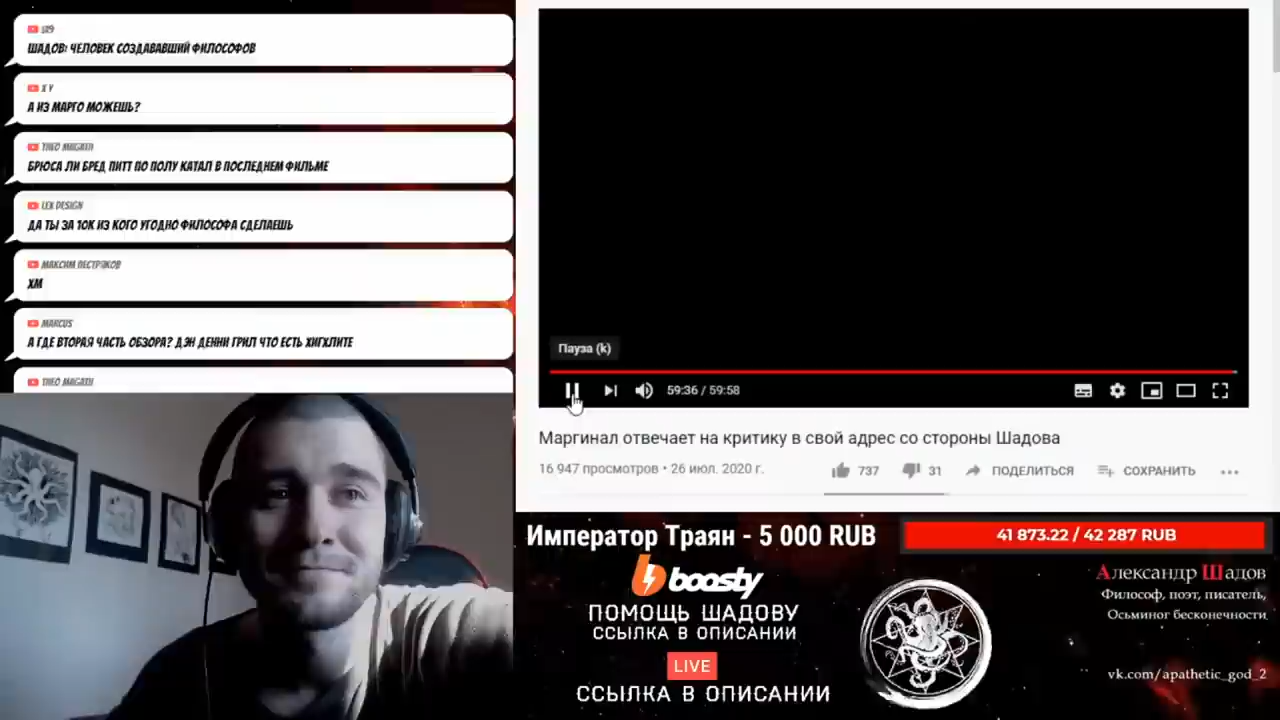 ШАДОВ: ЧЕЛОВЕК СОЗДАВАВШИЙ ФИЛОСОФОВ
X Y
А ИЗ МАРГО МОЖЕШЬ?
THEO MAGATH
БРЮСА ЛИ БРЕД ПИТТ ПО ПОЛУ КАТАЛ В ПОСЛЕДНЕМ ФИЛЬМЕ
LEX DESIGN
ДА ТЫ ЗА 10К ИЗ КОГО УГОДНО ФИЛОСОФА СДЕЛАЕШЬ
МАКСИМ ПЕСТРЯКОВ
ХМ
MARCUS
А ГДЕ ВТОРАЯ ЧАСТЬ ОБЗОРА? ДЭН ДЕННИ ГРИЛ ЧТО ЕСТЬ ХИГХЛИТЕ
THEO MAGATH
Пауза (k)
59:36 / 59:58
Маргинал отвечает на критику в свой адрес со стороны Шадова
16 947 просмотров • 26 июл. 2020 г.
737
31
ПОДЕЛИТЬСЯ
СОХРАНИТЬ
Император Траян - 5 000 RUB
41 873.22 / 42 287 RUB
boosty
ПОМОЩЬ ШАДОВУ
ССЫЛКА В ОПИСАНИИ
LIVE
ССЫЛКА В ОПИСАНИИ
Александр Шадов
Философ, поэт, писатель,
Осьминог бесконечности
vk.com/apathetic_god_2